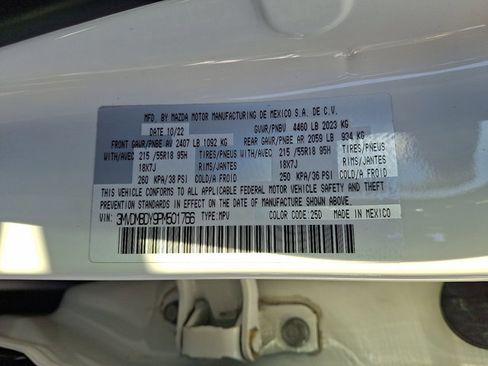 MFD. BY MAZDA MOTOR MANUFACTURING DE MEXICO S.A. DE C.V.
DATE 10/22 GVWR/PNBV 4460 LB 2023 KG
FRONT GAWR/PNBE AV 2407 LB 1092 KG REAR GAWR/PNBE AR 2059 LB 934 KG
WITH/AVEC 215 /55R18 95H TIRES/PNEUS WITH/AVEC 215 /55R18 95H TIRES/PNEUS
18X7J RIMS/JANTES 18X7J RIMS/JANTES
260 KPA/38 PSI COLD/A FROID 250 KPA/36 PSI COLD/A FROID
THIS VEHICLE CONFORMS TO ALL APPLICABLE FEDERAL MOTOR VEHICLE SAFETY, BUMPER, AND THEFT
PREVENTION STANDARDS IN EFFECT ON THE DATE OF MANUFACTURE SHOWN ABOVE.
VIN: 3MVDMBDY9PM501766 TYPE: MPV COLOR CODE: 25D MADE IN MEXICO